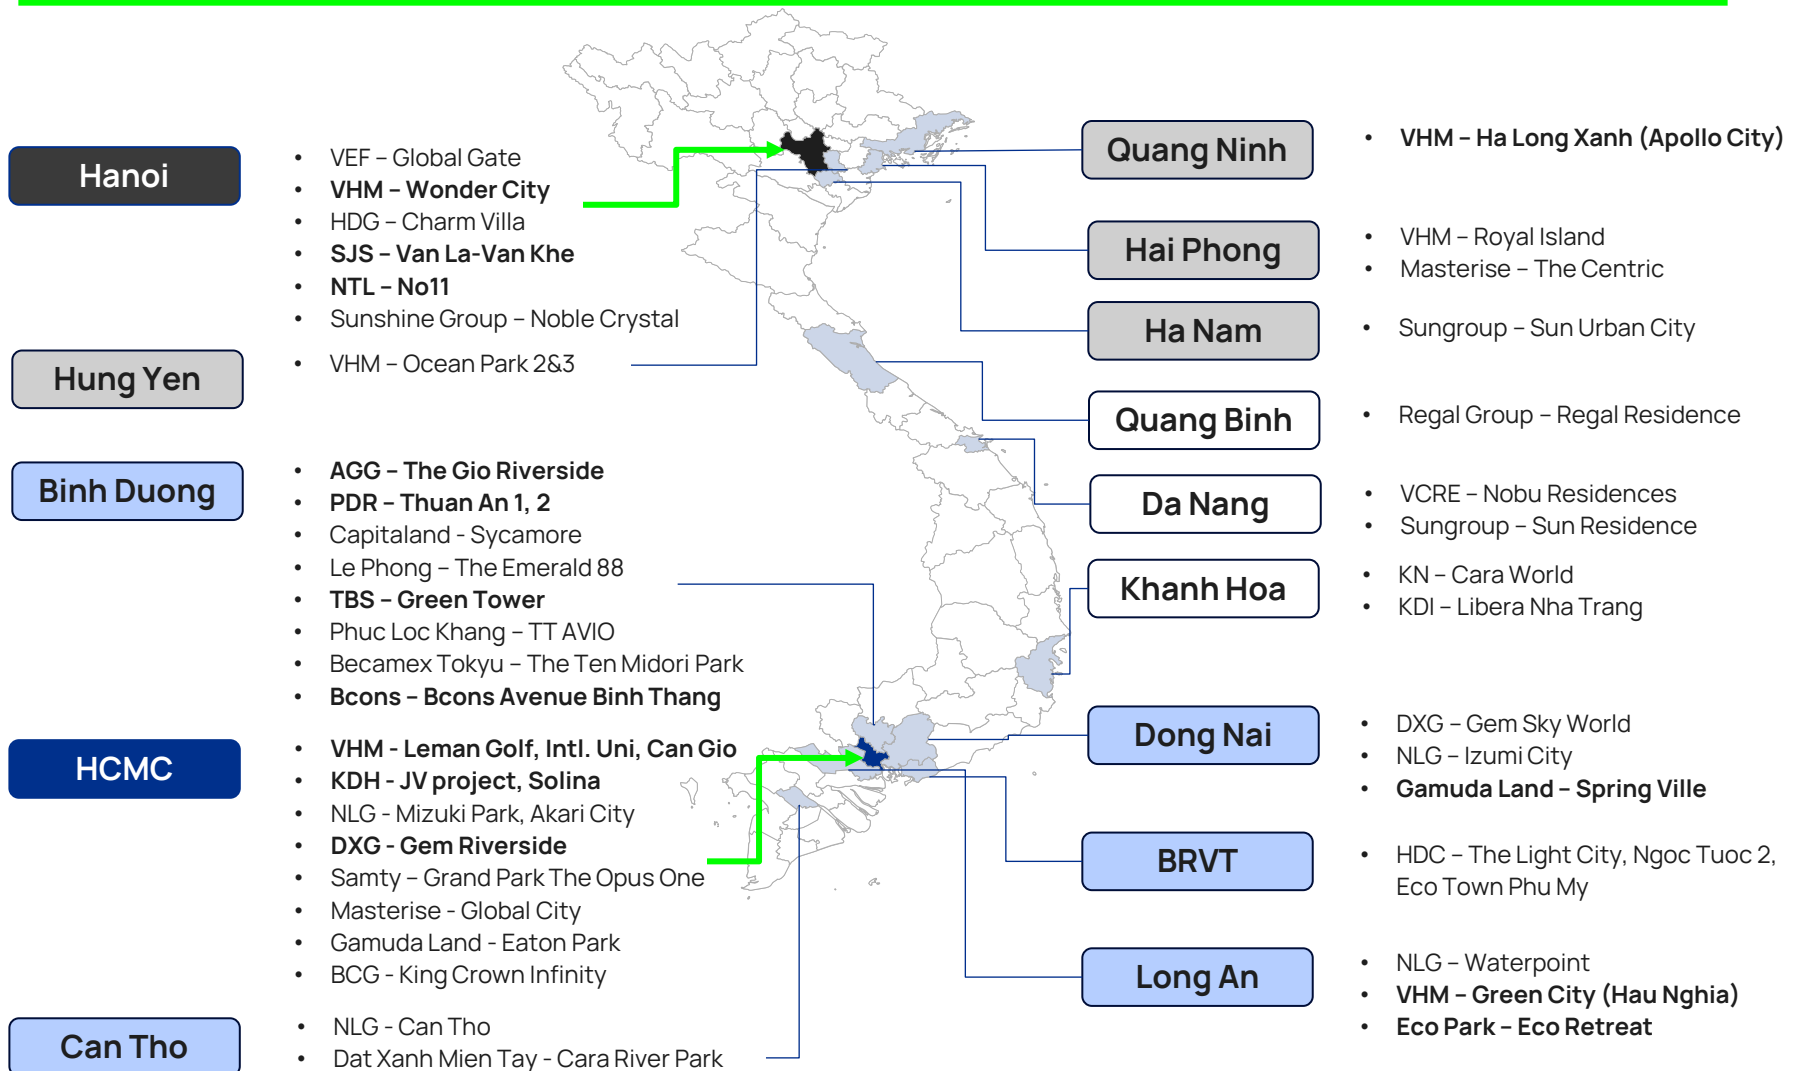 Hanoi
• VEF – Global Gate
• VHM – Wonder City
• HDG – Charm Villa
• SJS – Van La-Van Khe
• NTL – No11
• Sunshine Group – Noble Crystal
Hung Yen
• VHM – Ocean Park 2&3
Binh Duong
• AGG – The Gio Riverside
• PDR – Thuan An 1, 2
• Capitaland - Sycamore
• Le Phong – The Emerald 88
• TBS – Green Tower
• Phuc Loc Khang – TT AVIO
• Becamex Tokyu – The Ten Midori Park
• Bcons – Bcons Avenue Binh Thang
HCMC
• VHM - Leman Golf, Intl. Uni, Can Gio
• KDH - JV project, Solina
• NLG - Mizuki Park, Akari City
• DXG - Gem Riverside
• Samty – Grand Park The Opus One
• Masterise - Global City
• Gamuda Land - Eaton Park
• BCG - King Crown Infinity
Can Tho
• NLG - Can Tho
• Dat Xanh Mien Tay - Cara River Park
Quang Ninh
• VHM – Ha Long Xanh (Apollo City)
Hai Phong
• VHM – Royal Island
• Masterise – The Centric
Ha Nam
• Sungroup – Sun Urban City
Quang Binh
• Regal Group – Regal Residence
Da Nang
• VCRE – Nobu Residences
• Sungroup – Sun Residence
Khanh Hoa
• KN – Cara World
• KDI – Libera Nha Trang
Dong Nai
• DXG – Gem Sky World
• NLG – Izumi City
• Gamuda Land – Spring Ville
BRVT
• HDC – The Light City, Ngoc Tuoc 2,
Eco Town Phu My
Long An
• NLG – Waterpoint
• VHM – Green City (Hau Nghia)
• Eco Park – Eco Retreat